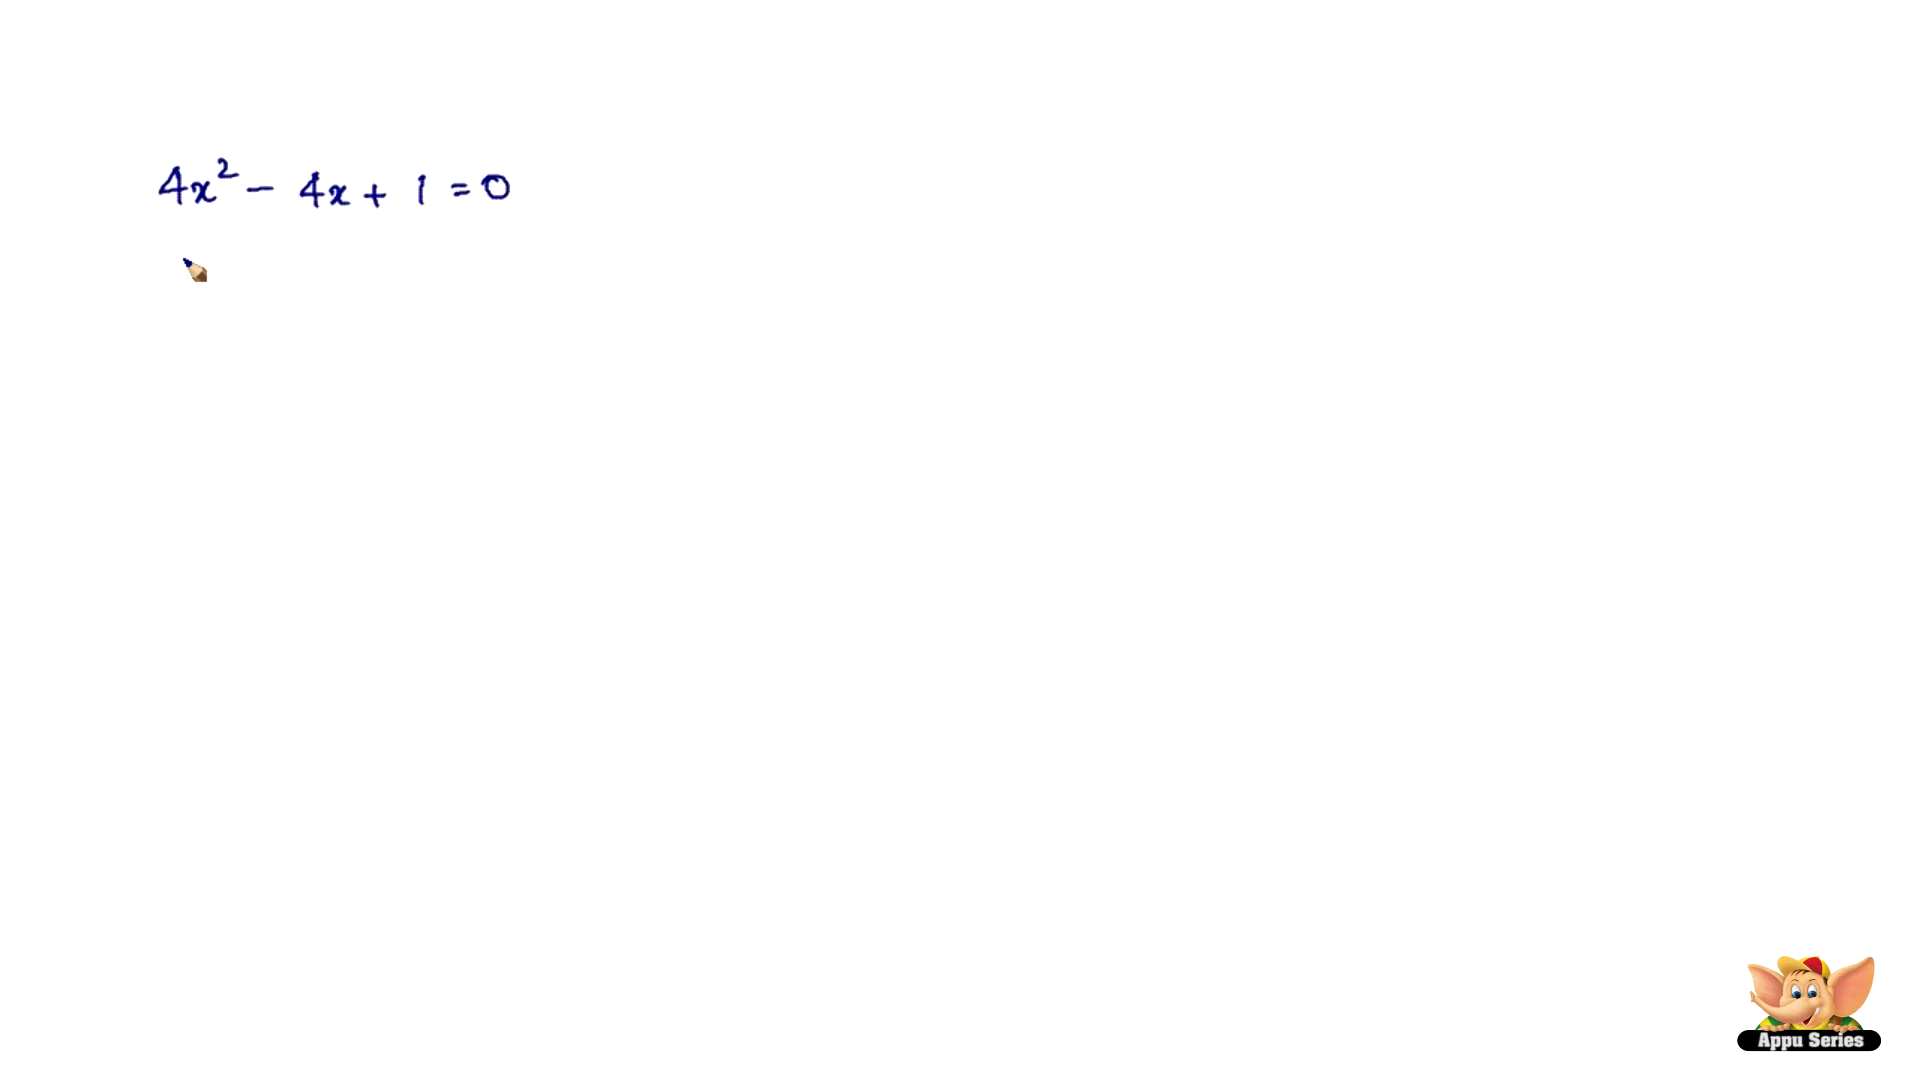 4x² - 4x + 1 = 0
Appu Series